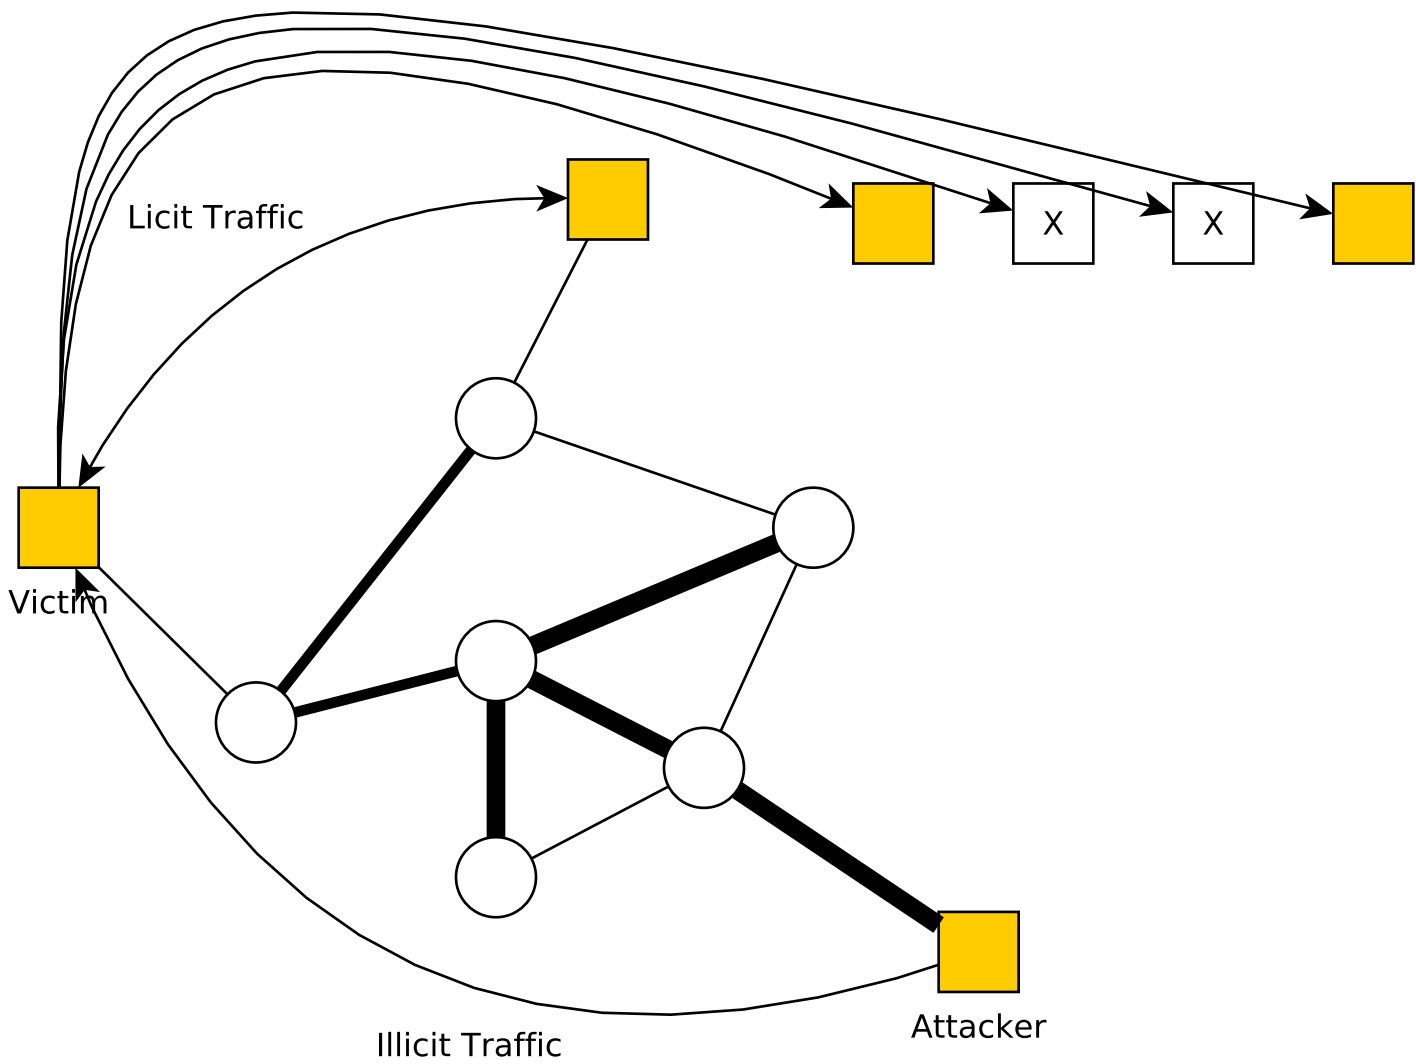 Licit Traffic
X
X
Victim
Attacker
Illicit Traffic